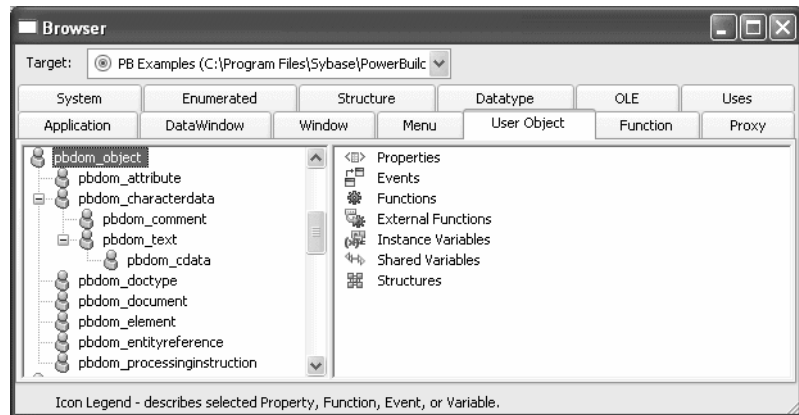 Browser
Target: PB Examples (C:\Program Files\Sybase\PowerBuilc
System Enumerated Structure Datatype OLE Uses
Application DataWindow Window Menu User Object Function Proxy
pbdom_object
pbdom_attribute
pbdom_characterdata
pbdom_comment
pbdom_text
pbdom_cdata
pbdom_doctype
pbdom_document
pbdom_element
pbdom_entityreference
pbdom_processinginstruction
Properties
Events
Functions
External Functions
Instance Variables
Shared Variables
Structures
Icon Legend - describes selected Property, Function, Event, or Variable.